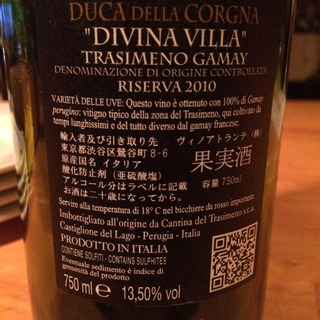 DUCA DELLA CORGNA
"DIVINA VILLA"
TRASIMENO GAMAY
DENOMINAZIONE DI ORIGINE CONTROLLATA
RISERVA 2010
VARIETÀ DELLE UVE: Questo vino è ottenuto con 100% di Gamay
perugino: vitigno tipico della zona del Trasimeno, qui coltivato da
tempi lunghissimi e del tutto diverso dal gamay francese.
輸入者及び引き取り先 ヴィノアトランテ(株)
東京都渋谷区鶯谷町8-6
原産国名 イタリア
酸化防止剤(亜硫酸塩)
アルコール分はラベルに記載
お酒は二十歳になってから。
果実酒
容量 750ml
Servire alla temperatura di 18° C nel bicchiere da rosso importante.
Imbottigliato all'origine da Cantina del Trasimeno s.c.a.
Castiglione del Lago - Perugia - Italia
PRODOTTO IN ITALIA
CONTIENE SOLFITI - CONTAINS SULPHITES
Eventuale sedimento è indice di
genuinità del prodotto
750 ml e 13,50% vol